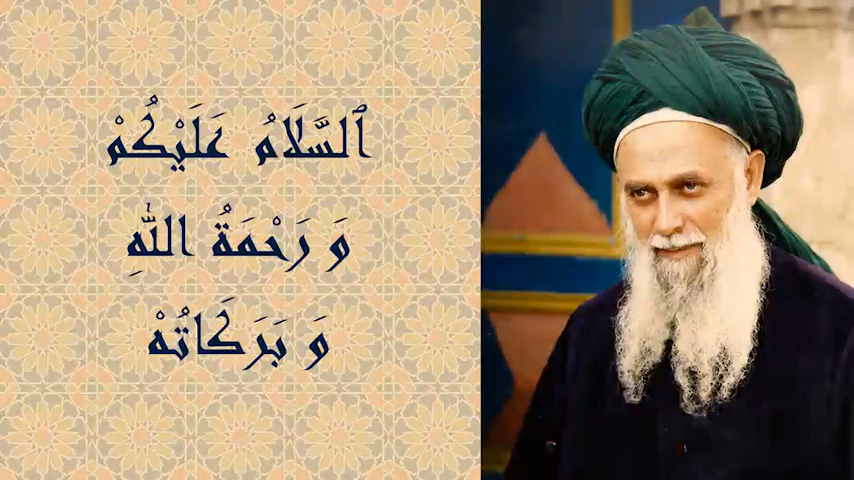 ٱلسَّلَامُ عَلَيْكُمْ
وَ رَحْمَةُ اللّٰهِ
وَ بَرَكَاتُهْ